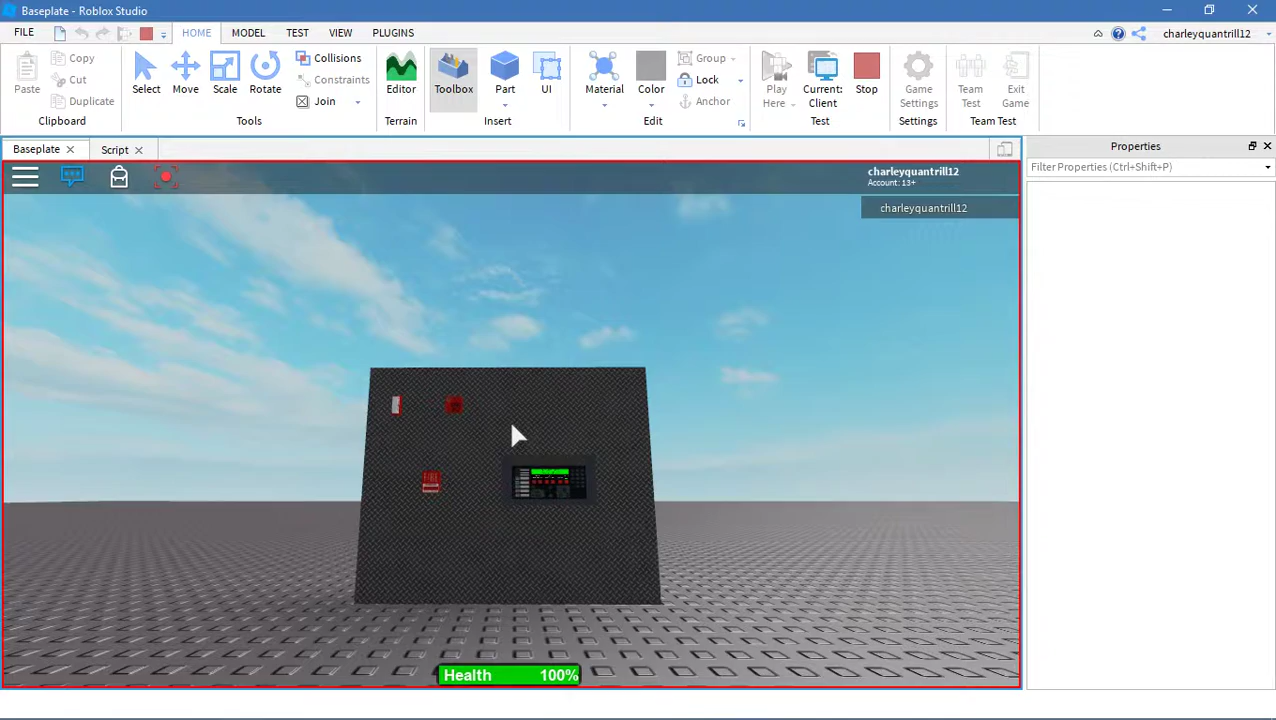 Baseplate - Roblox Studio
FILE
HOME
MODEL
TEST
VIEW
PLUGINS
charleyquantrill12
Paste
Copy
Cut
Duplicate
Clipboard
Select
Move
Scale
Rotate
Collisions
Constraints
Join
Tools
Editor
Terrain
Toolbox
Part
UI
Insert
Material
Color
Group
Lock
Anchor
Edit
Play Here
Current: Client
Stop
Test
Game Settings
Settings
Team Test
Exit Game
Team Test
Baseplate
Script
Properties
Filter Properties (Ctrl+Shift+P)
charleyquantrill12
Account: 13+
charleyquantrill12
FIRE
Health 100%